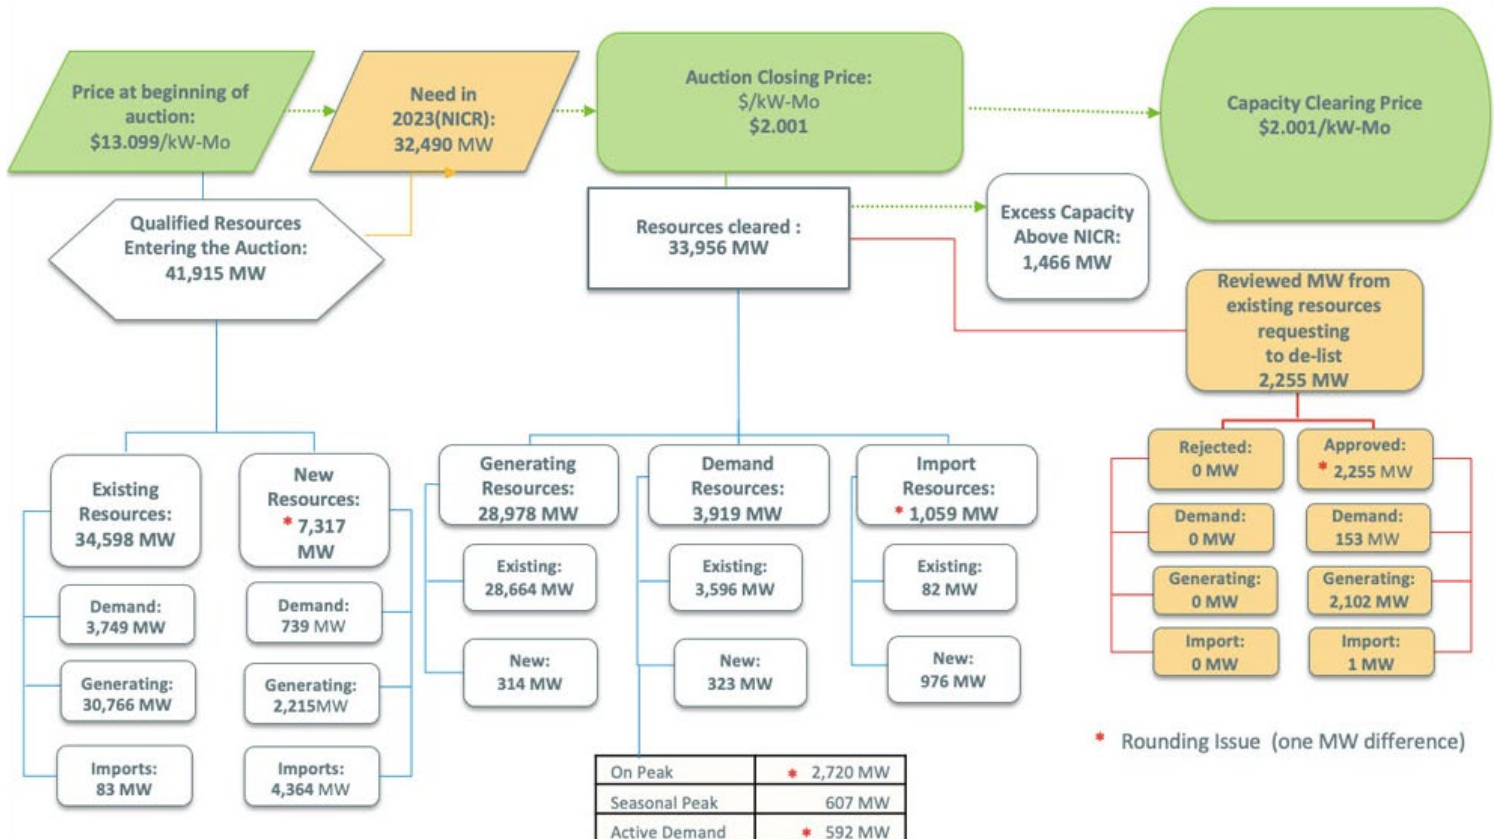 Price at beginning of
auction:
$13.099/kW-Mo
Need in
2023(NICR):
32,490 MW
Auction Closing Price:
$/kW-Mo
$2.001
Capacity Clearing Price
$2.001/kW-Mo
Qualified Resources
Entering the Auction:
41,915 MW
Resources cleared :
33,956 MW
Excess Capacity
Above NICR:
1,466 MW
Reviewed MW from
existing resources
requesting
to de-list
2,255 MW
Existing
Resources:
34,598 MW
Demand:
3,749 MW
Generating:
30,766 MW
Imports:
83 MW
New
Resources:
* 7,317
MW
Demand:
739 MW
Generating:
2,215MW
Imports:
4,364 MW
Generating
Resources:
28,978 MW
Existing:
28,664 MW
New:
314 MW
Demand
Resources:
3,919 MW
Existing:
3,596 MW
New:
323 MW
Import
Resources:
* 1,059 MW
Existing:
82 MW
New:
976 MW
Rejected:
0 MW
Demand:
0 MW
Generating:
0 MW
Import:
0 MW
Approved:
* 2,255 MW
Demand:
153 MW
Generating:
2,102 MW
Import:
1 MW
* Rounding Issue (one MW difference)
On Peak * 2,720 MW
Seasonal Peak 607 MW
Active Demand * 592 MW